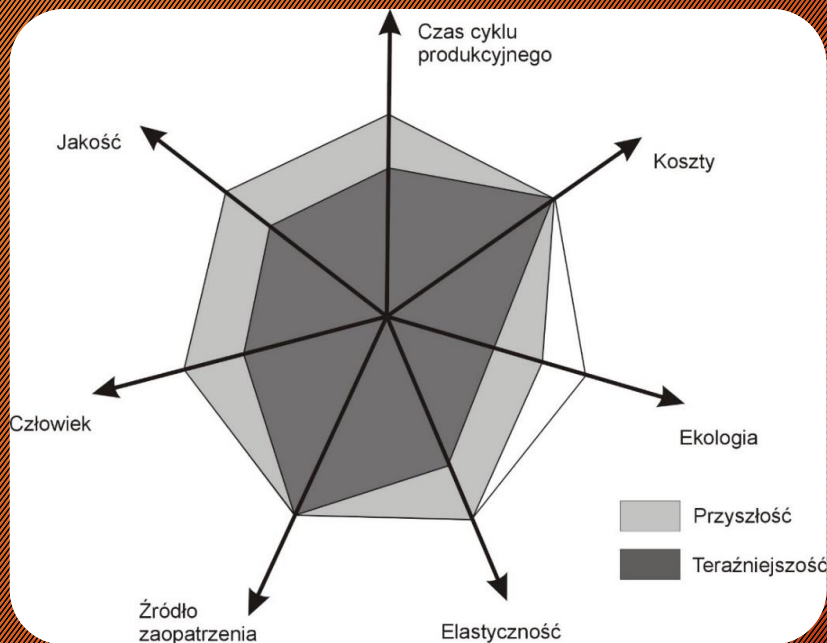 Czas cyklu
produkcyjnego
Jakość
Koszty
Człowiek
Ekologia
Przyszłość
Teraźniejszość
Źródło
zaopatrzenia
Elastyczność